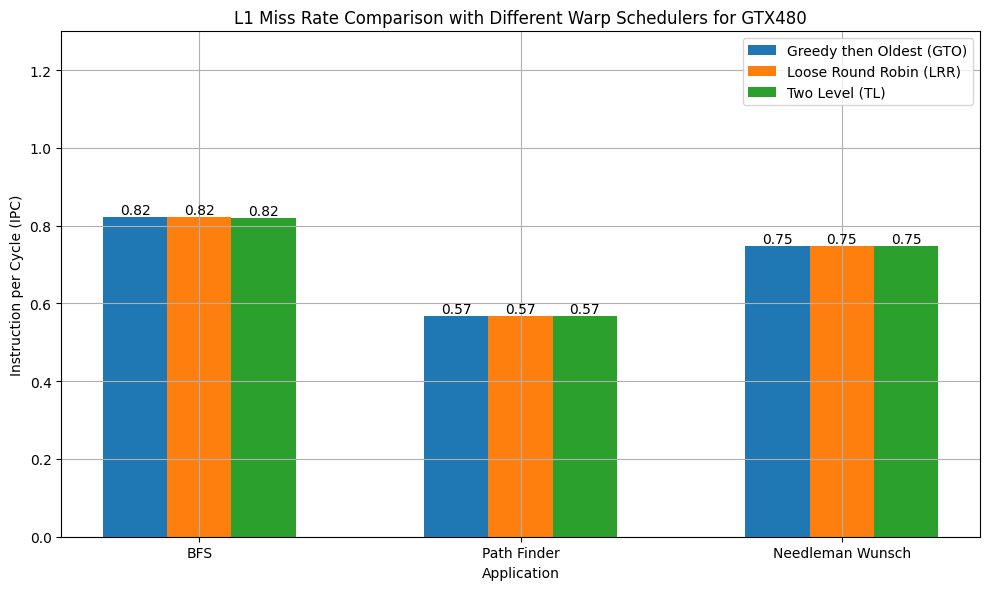 L1 Miss Rate Comparison with Different Warp Schedulers for GTX480
Greedy then Oldest (GTO)
Loose Round Robin (LRR)
Two Level (TL)
Instruction per Cycle (IPC)
1.2
1.0
0.8
0.6
0.4
0.2
0.0
0.82 0.82 0.82
0.57 0.57 0.57
0.75 0.75 0.75
BFS Path Finder Needleman Wunsch
Application